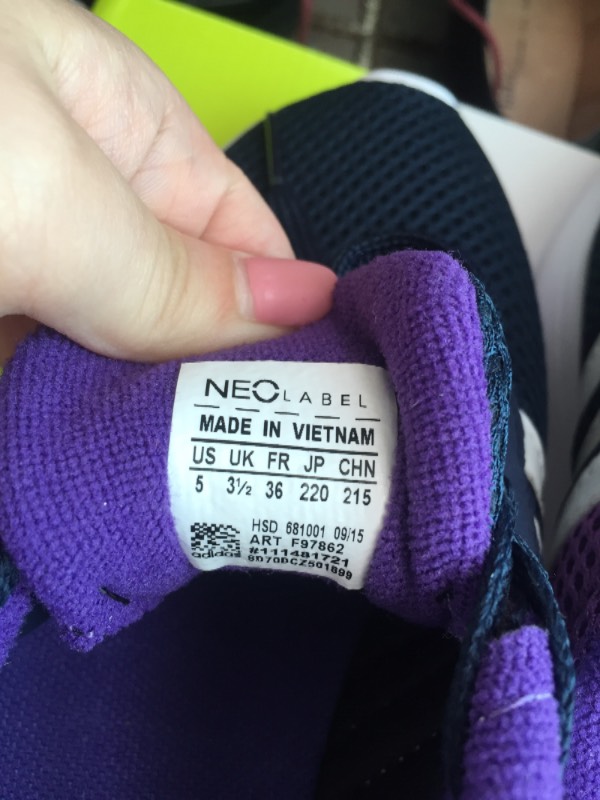 NEO LABEL
MADE IN VIETNAM
US UK FR JP CHN
5 3½ 36 220 215
HSD 681001 09/15
ART F97862
#111481721
adidas 9D70DCZ501899